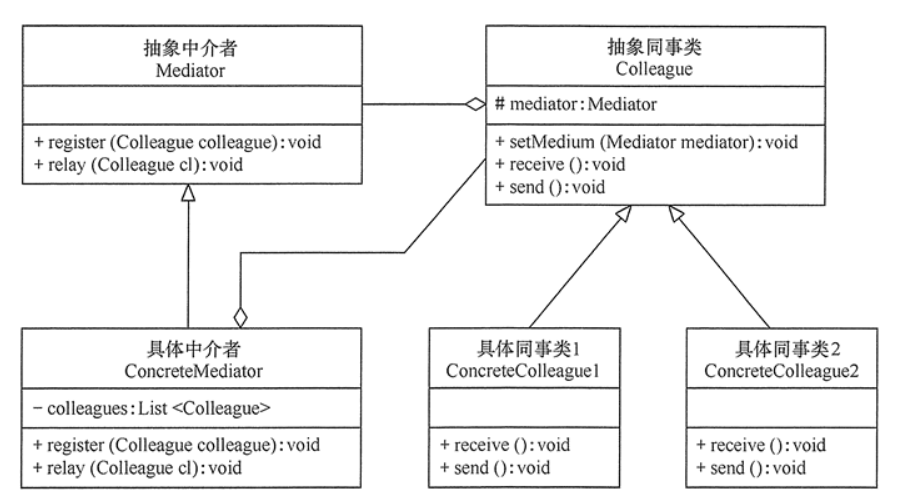 抽象中介者
Mediator
+ register (Colleague colleague): void
+ relay (Colleague cl): void
抽象同事类
Colleague
# mediator: Mediator
+ setMedium (Mediator mediator): void
+ receive (): void
+ send (): void
具体中介者
ConcreteMediator
− colleagues: List <Colleague>
+ register (Colleague colleague): void
+ relay (Colleague cl): void
具体同事类1
ConcreteColleague1
+ receive (): void
+ send (): void
具体同事类2
ConcreteColleague2
+ receive (): void
+ send (): void